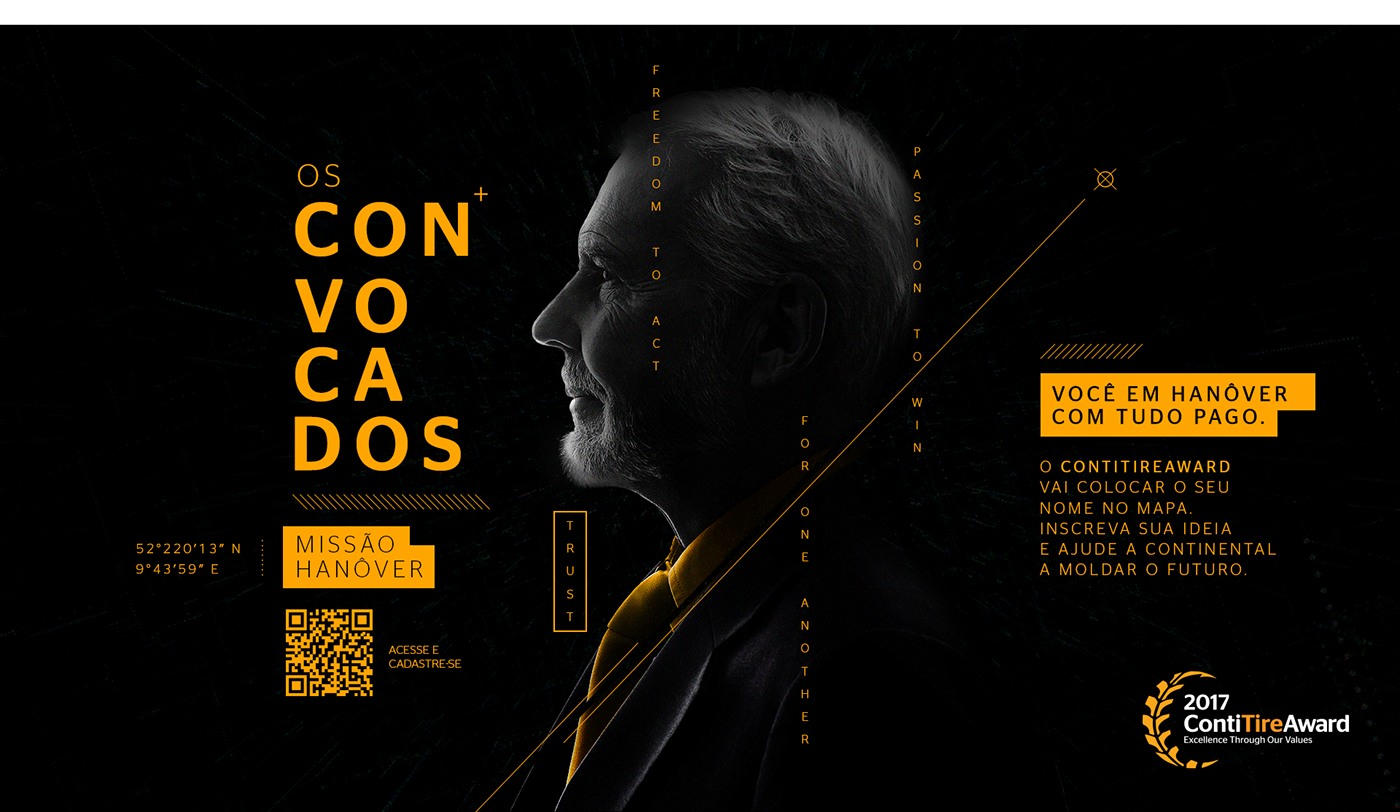 OS
CON+
VO
CA
DOS
MISSÃO
HANÔVER
52°220'13" N
9°43'59" E
ACESSE E
CADASTRE-SE
FREEDOM TO ACT
TRUST
FOR ONE ANOTHER
PASSION TO WIN
VOCÊ EM HANÔVER
COM TUDO PAGO.
O CONTITIREAWARD
VAI COLOCAR O SEU
NOME NO MAPA.
INSCREVA SUA IDEIA
E AJUDE A CONTINENTAL
A MOLDAR O FUTURO.
2017
ContiTireAward
Excellence Through Our Values